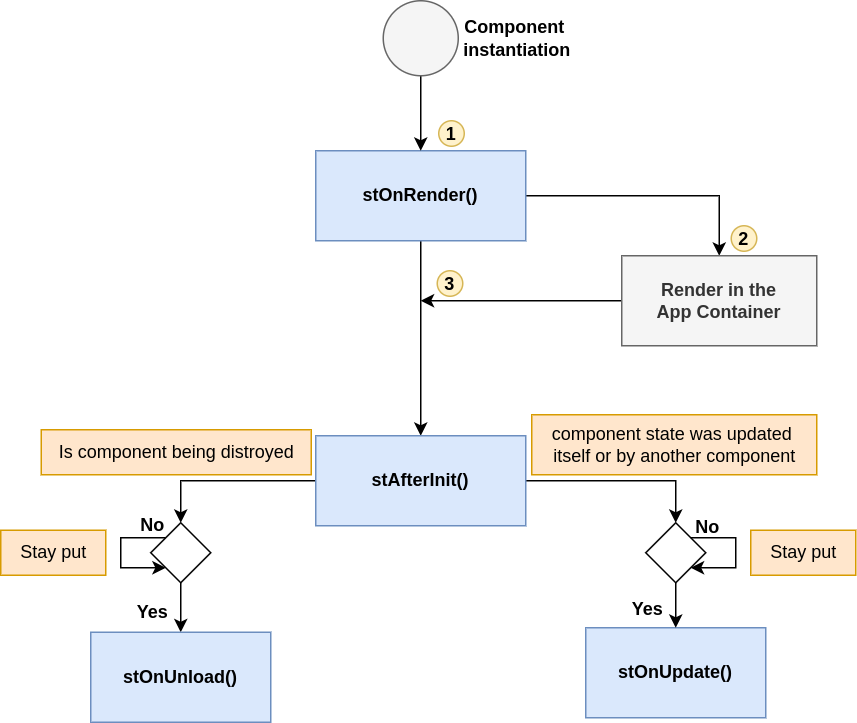 Component
instantiation
1
stOnRender()
2
Render in the
App Container
3
Is component being distroyed
stAfterInit()
component state was updated
itself or by another component
No
Stay put
Yes
stOnUnload()
No
Stay put
Yes
stOnUpdate()